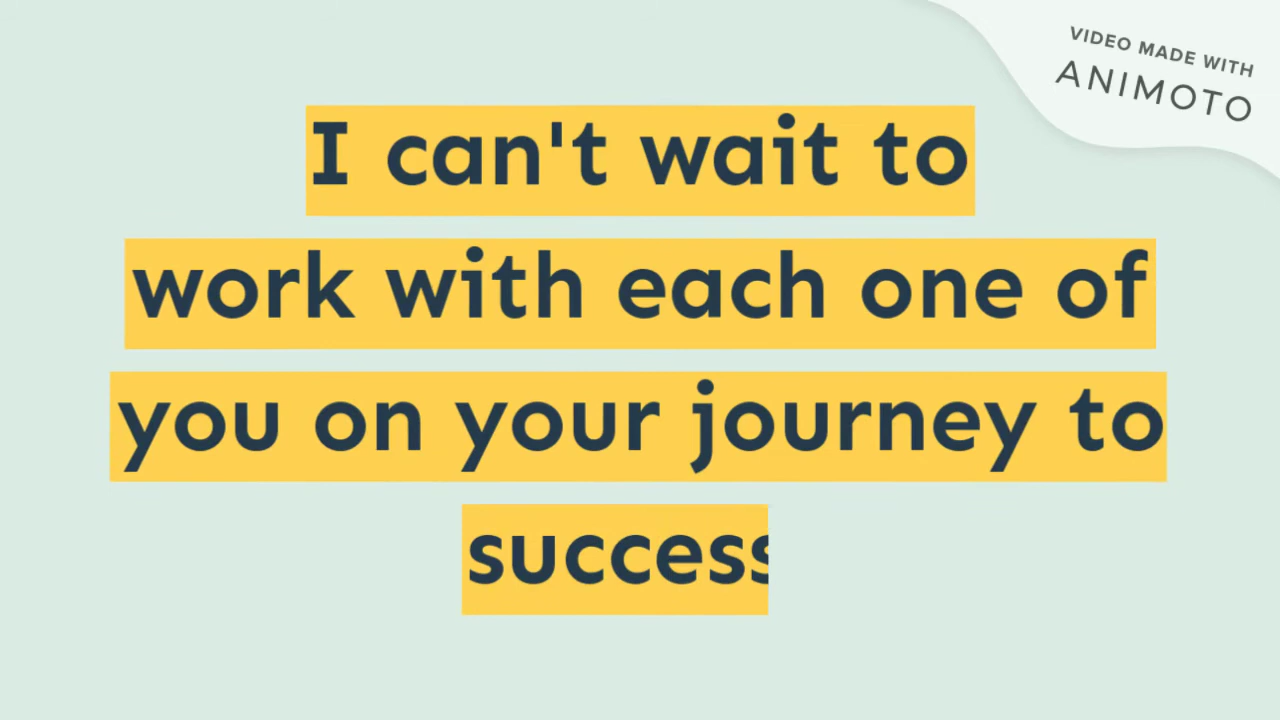 VIDEO MADE WITH
ANIMOTO
I can't wait to
work with each one of
you on your journey to
success